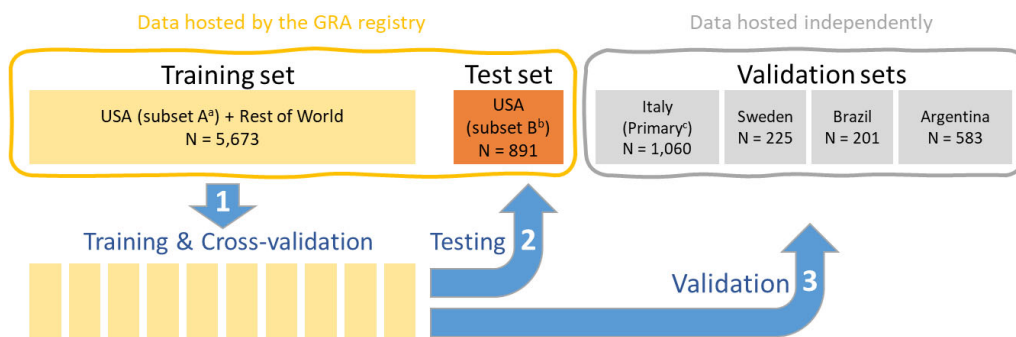 Data hosted by the GRA registry
Data hosted independently
Training set
USA (subset Aᵃ) + Rest of World
N = 5,673
Test set
USA
(subset Bᵇ)
N = 891
Validation sets
Italy
(Primaryᶜ)
N = 1,060
Sweden
N = 225
Brazil
N = 201
Argentina
N = 583
1
Training & Cross-validation
Testing 2
Validation 3